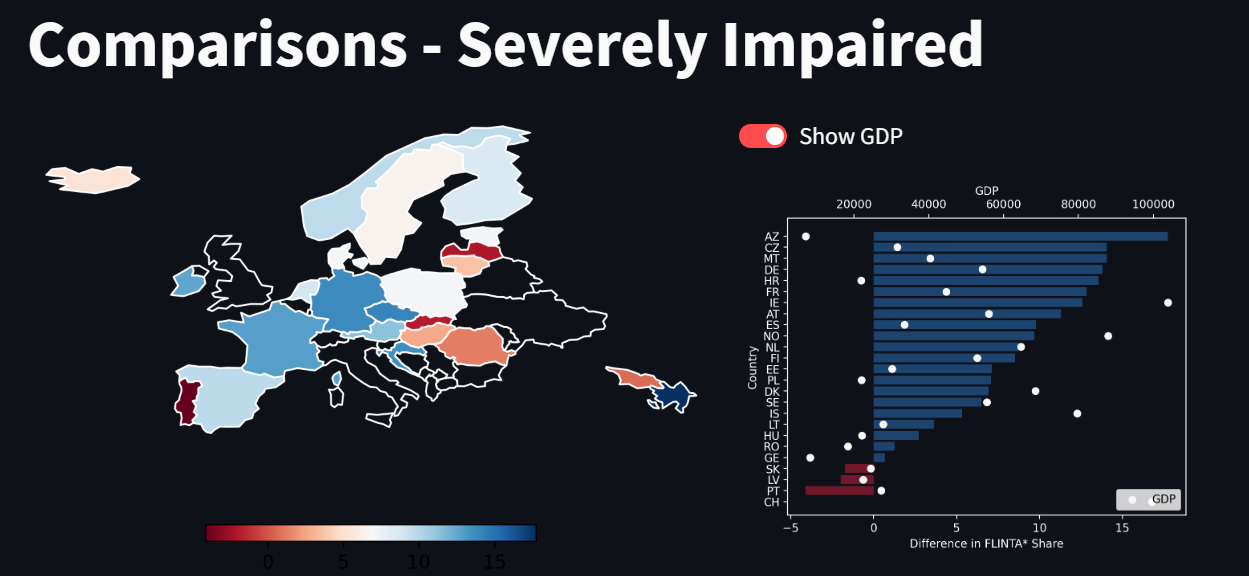 Comparisons - Severely Impaired
Show GDP
GDP
20000 40000 60000 80000 100000
AZ
CZ
MT
DE
HR
FR
IE
AT
ES
NO
NL
FI
EE
PL
DK
SE
IS
LT
HU
RO
GE
SK
LV
PT
CH
Country
GDP
−5 0 5 10 15
Difference in FLINTA* Share
0 5 10 15